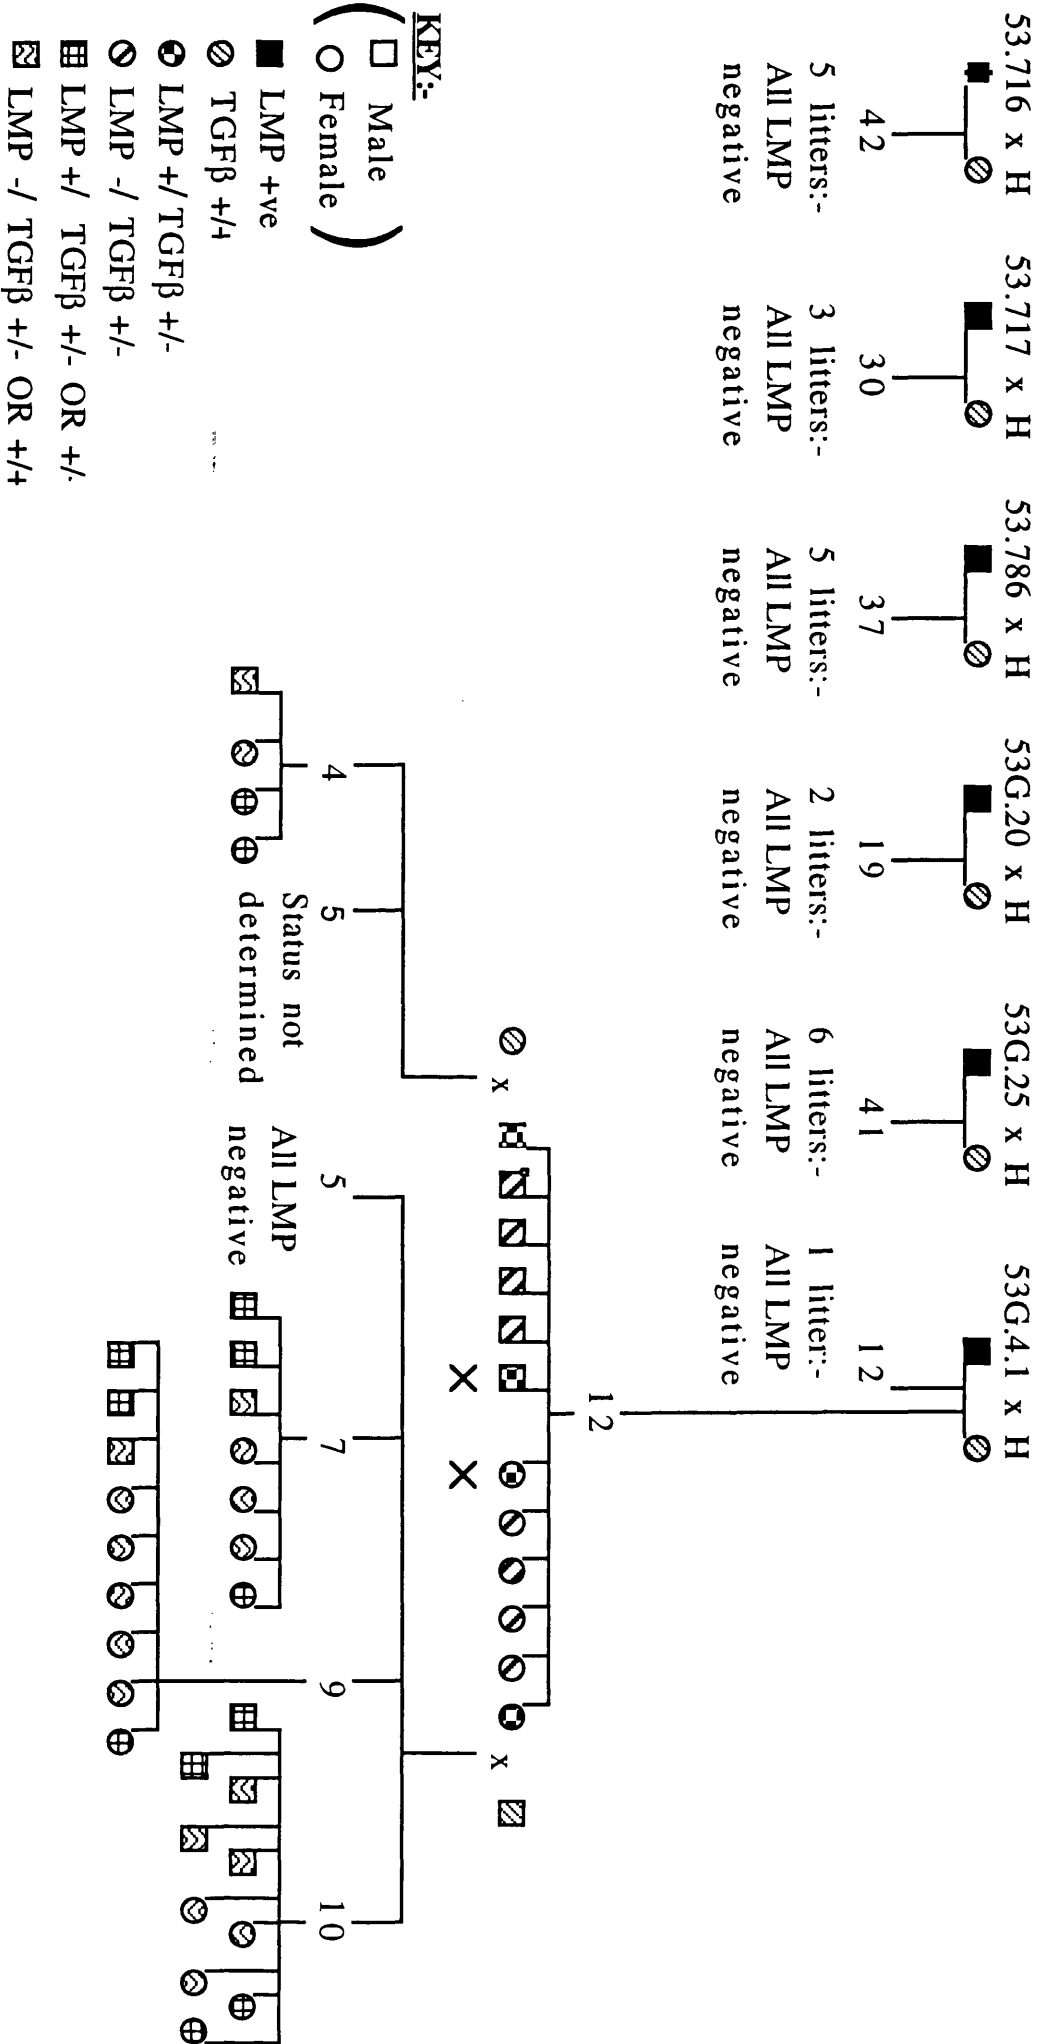 53.716 x H
53.717 x H
53.786 x H
53G.20 x H
53G.25 x H
53G.4.1 x H
42
30
37
19
41
12
5 litters:-
All LMP
negative
3 litters:-
All LMP
negative
5 litters:-
All LMP
negative
2 litters:-
All LMP
negative
6 litters:-
All LMP
negative
1 litter:-
All LMP
negative
12
x
X
X
x
4
5
5
7
9
10
Status not
determined
All LMP
negative
KEY:-
( Male
Female )
LMP +ve
TGFβ +/+
LMP +/ TGFβ +/-
LMP -/ TGFβ +/-
LMP +/ TGFβ +/- OR +/-
LMP -/ TGFβ +/- OR +/+